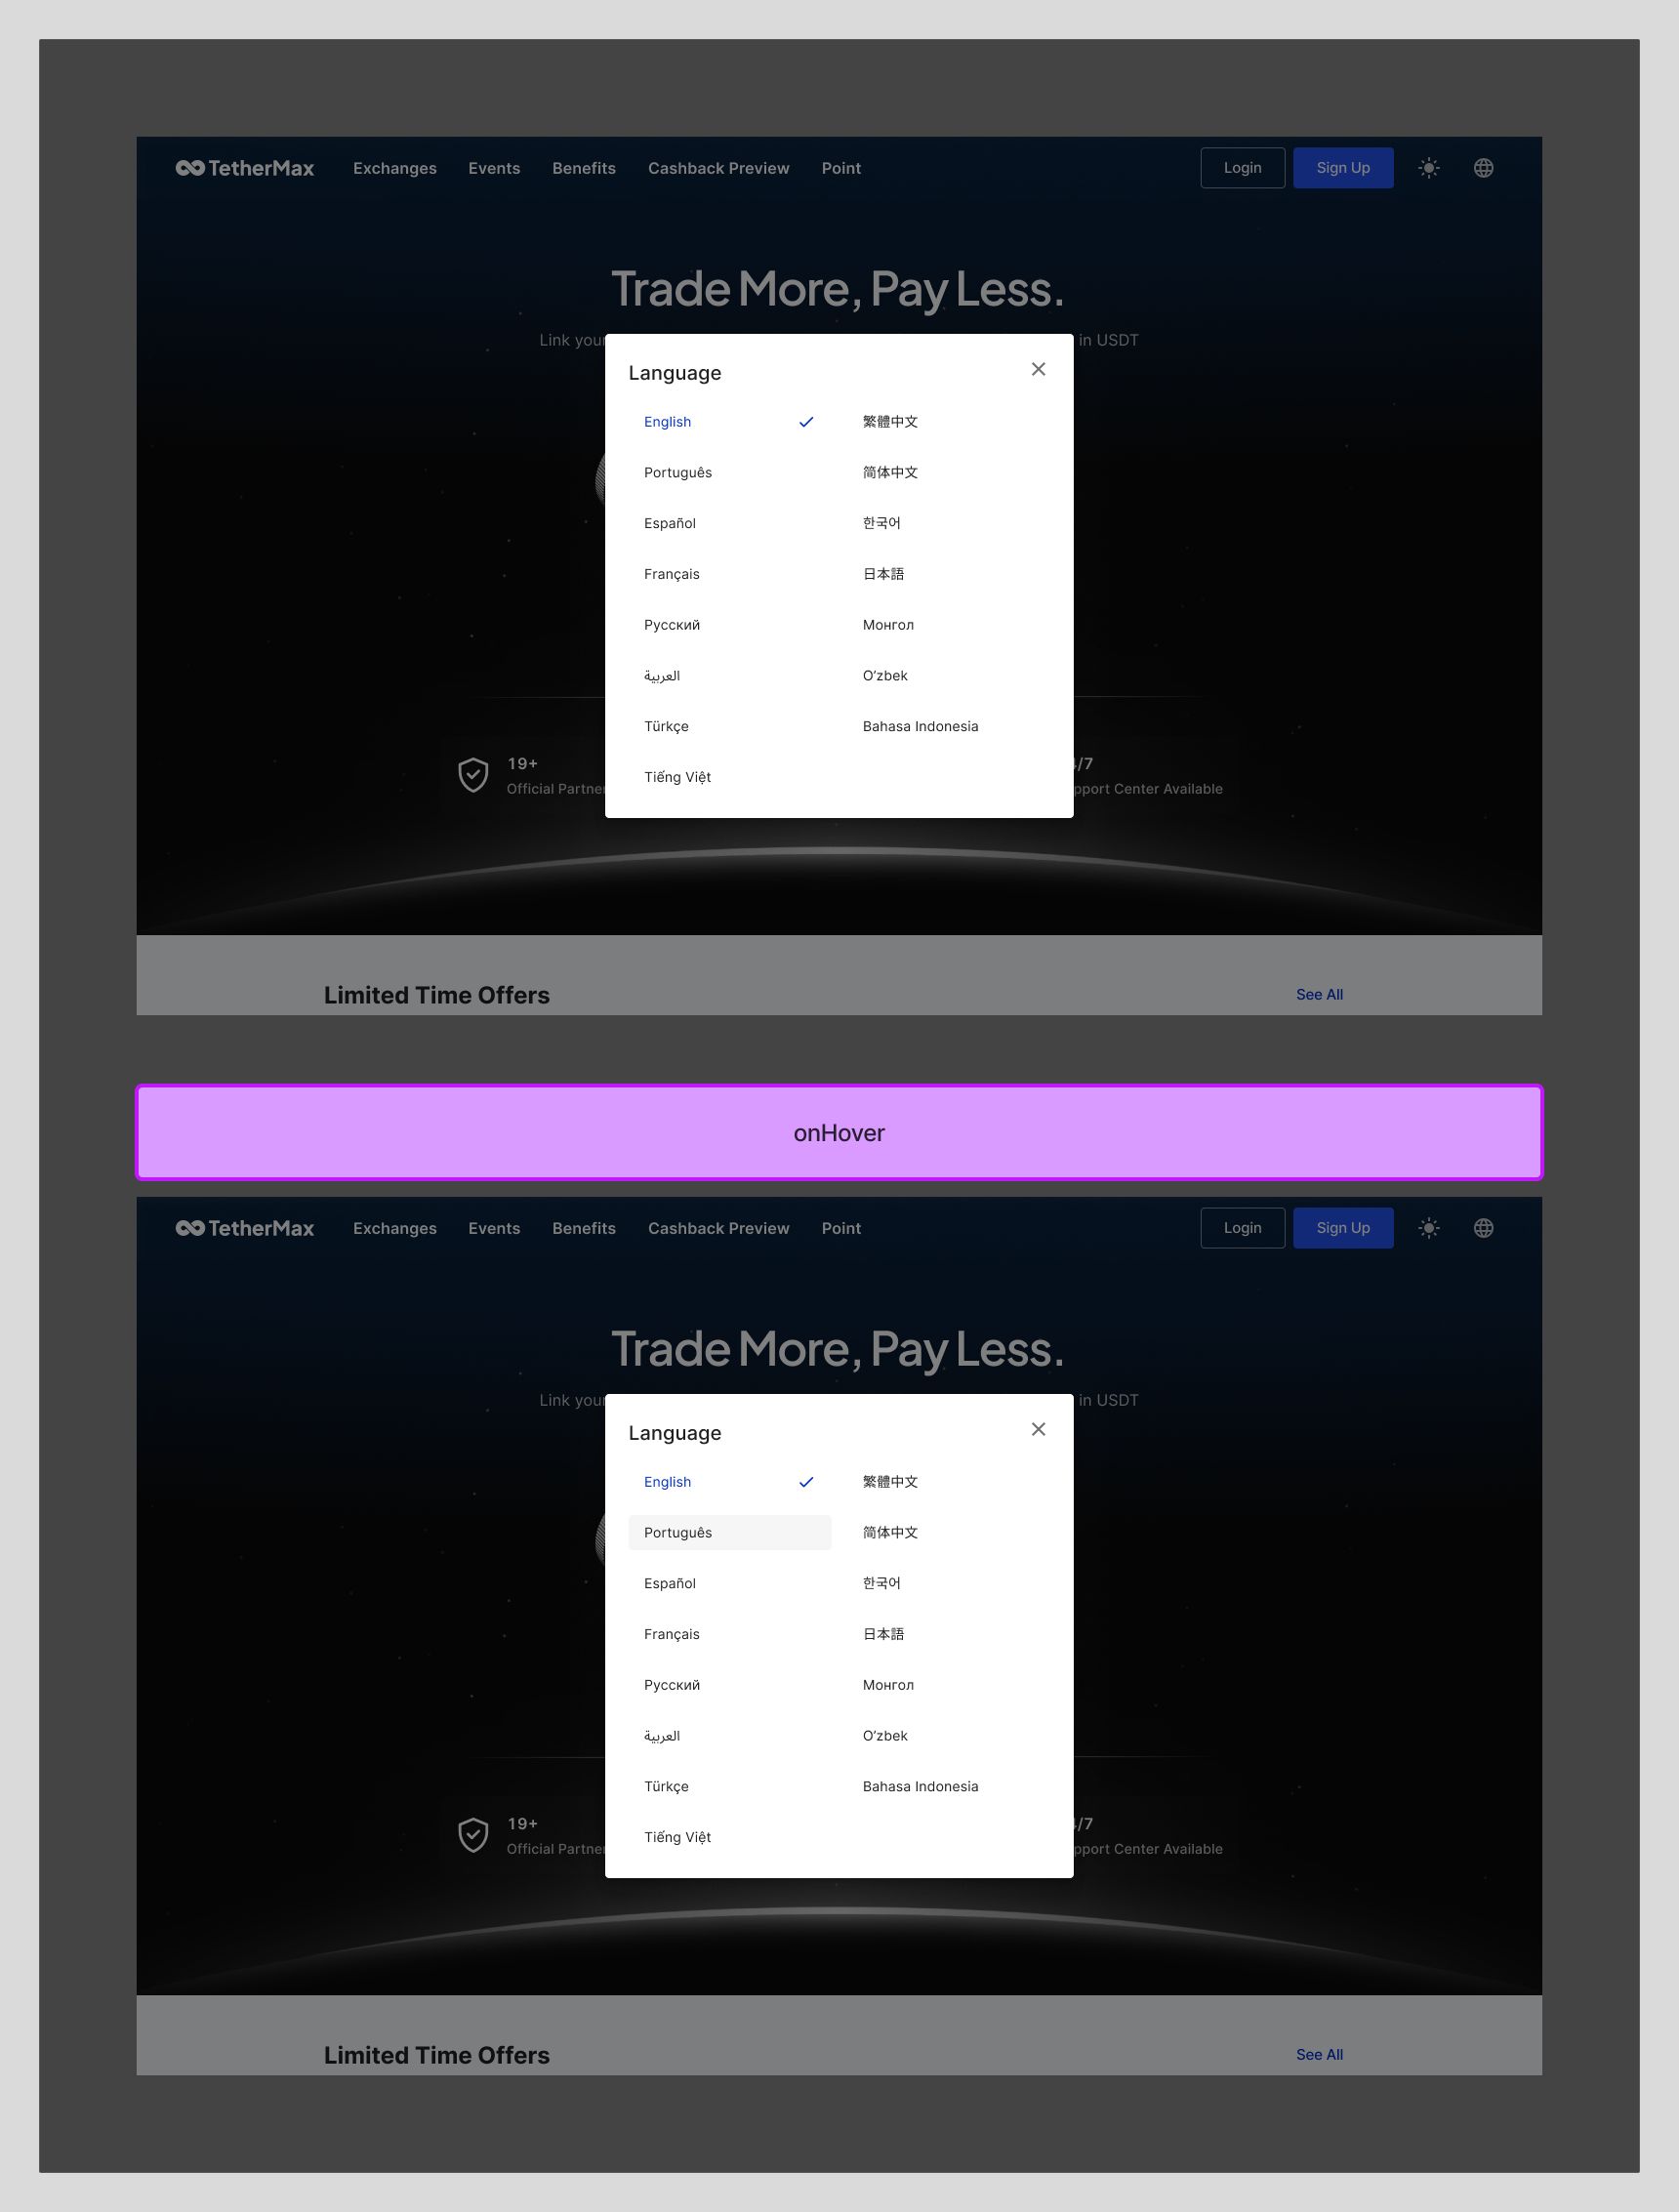 TetherMax Exchanges Events Benefits Cashback Preview Point Login Sign Up
Trade More, Pay Less.
Link your in USDT
Language
English 繁體中文
Português 简体中文
Español 한국어
Français 日本語
Русский Монгол
العربية O‘zbek
Türkçe Bahasa Indonesia
Tiếng Việt
19+ /7
Official Partner Center Available
Limited Time Offers See All
onHover
TetherMax Exchanges Events Benefits Cashback Preview Point Login Sign Up
Trade More, Pay Less.
Link your in USDT
Language
English 繁體中文
Português 简体中文
Español 한국어
Français 日本語
Русский Монгол
العربية O‘zbek
Türkçe Bahasa Indonesia
Tiếng Việt
19+ /7
Official Partner Center Available
Limited Time Offers See All